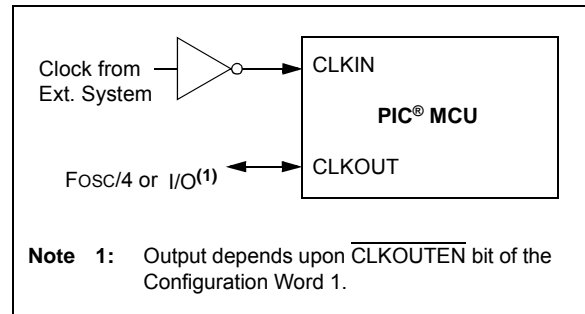 Clock from
Ext. System
CLKIN
PIC® MCU
FOSC/4 or I/O(1)
CLKOUT
Note 1: Output depends upon CLKOUTEN bit of the
Configuration Word 1.